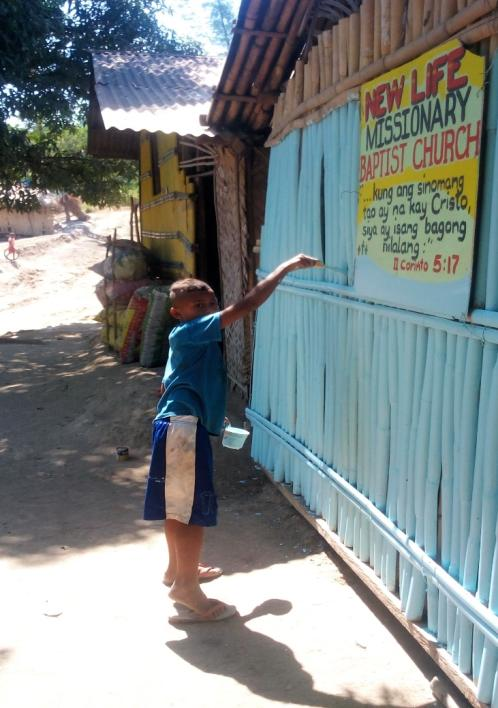 NEW LIFE
MISSIONARY
BAPTIST CHURCH
"...kung ang sinomang
tao ay na kay Cristo,
siya ay isang bagong
nilalang:"
II Corinto 5:17